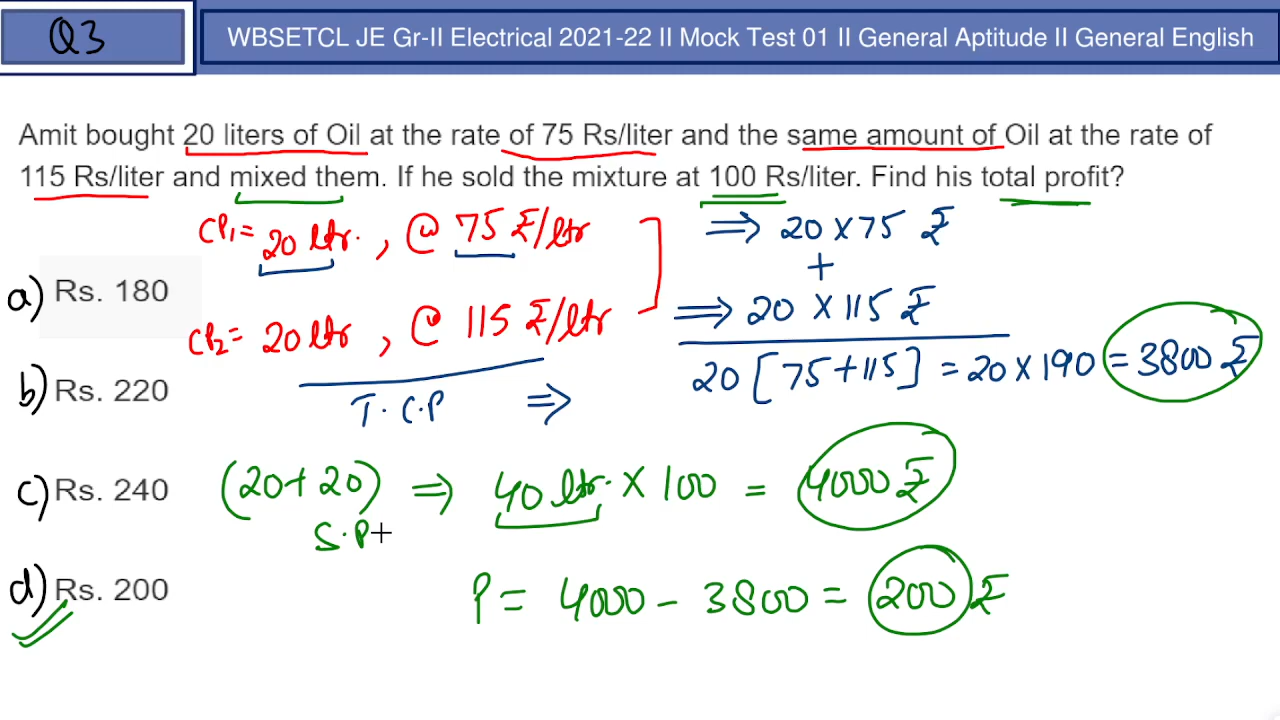 Q3
WBSETCL JE Gr-II Electrical 2021-22 II Mock Test 01 II General Aptitude II General English
Amit bought 20 liters of Oil at the rate of 75 Rs/liter and the same amount of Oil at the rate of
115 Rs/liter and mixed them. If he sold the mixture at 100 Rs/liter. Find his total profit?
CP₁ = 20 ltr. , @ 75 ₹/ltr
⇒ 20 x 75 ₹
+
a) Rs. 180
CP₂ = 20 ltr , @ 115 ₹/ltr
⇒ 20 x 115 ₹
20 [75+115] = 20 x 190 = 3800 ₹
b) Rs. 220
T.C.P ⇒
c) Rs. 240
(20+20) ⇒ 40 ltr. x 100 = 4000 ₹
S.P
d) Rs. 200
P = 4000 - 3800 = 200 ₹